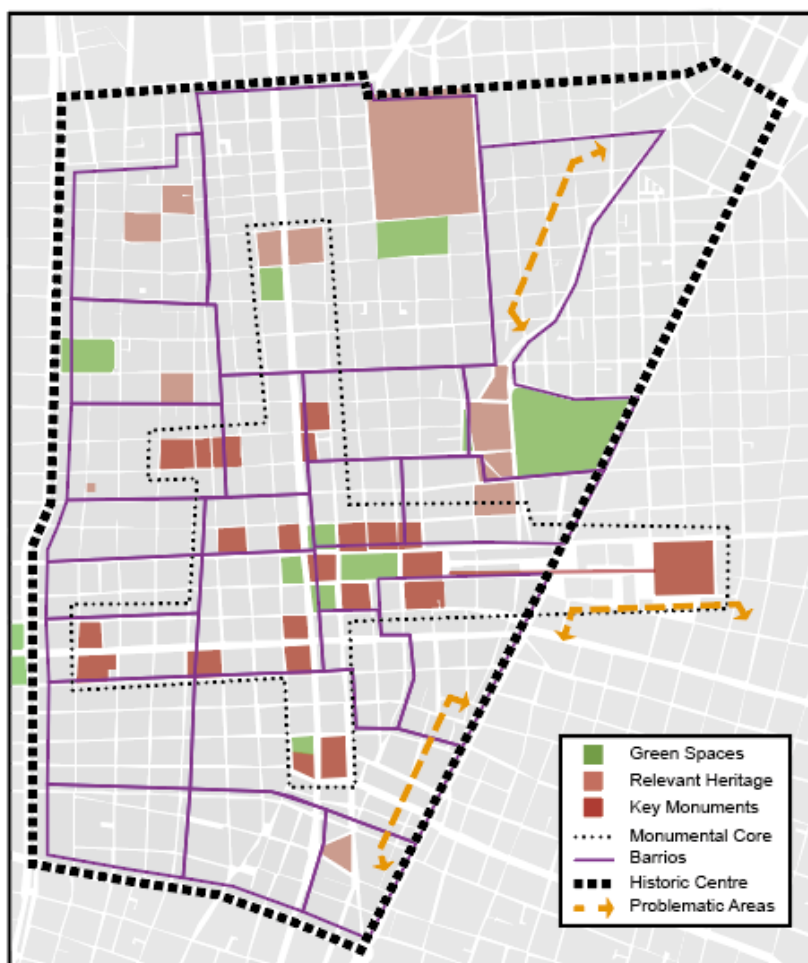 Green Spaces
Relevant Heritage
Key Monuments
Monumental Core
Barrios
Historic Centre
Problematic Areas